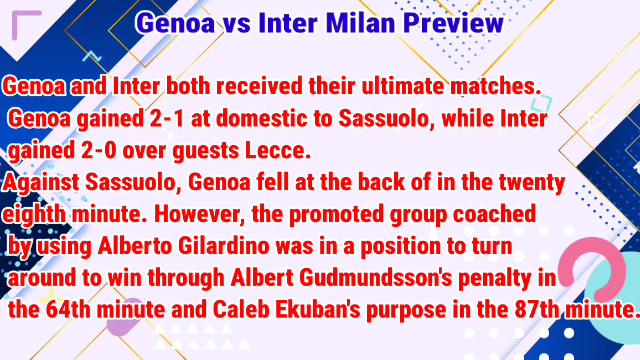 Genoa vs Inter Milan Preview
Genoa and Inter both received their ultimate matches.
Genoa gained 2-1 at domestic to Sassuolo, while Inter
gained 2-0 over guests Lecce.
Against Sassuolo, Genoa fell at the back of in the twenty
eighth minute. However, the promoted group coached
by using Alberto Gilardino was in a position to turn
around to win through Albert Gudmundsson's penalty in
the 64th minute and Caleb Ekuban's purpose in the 87th minute.